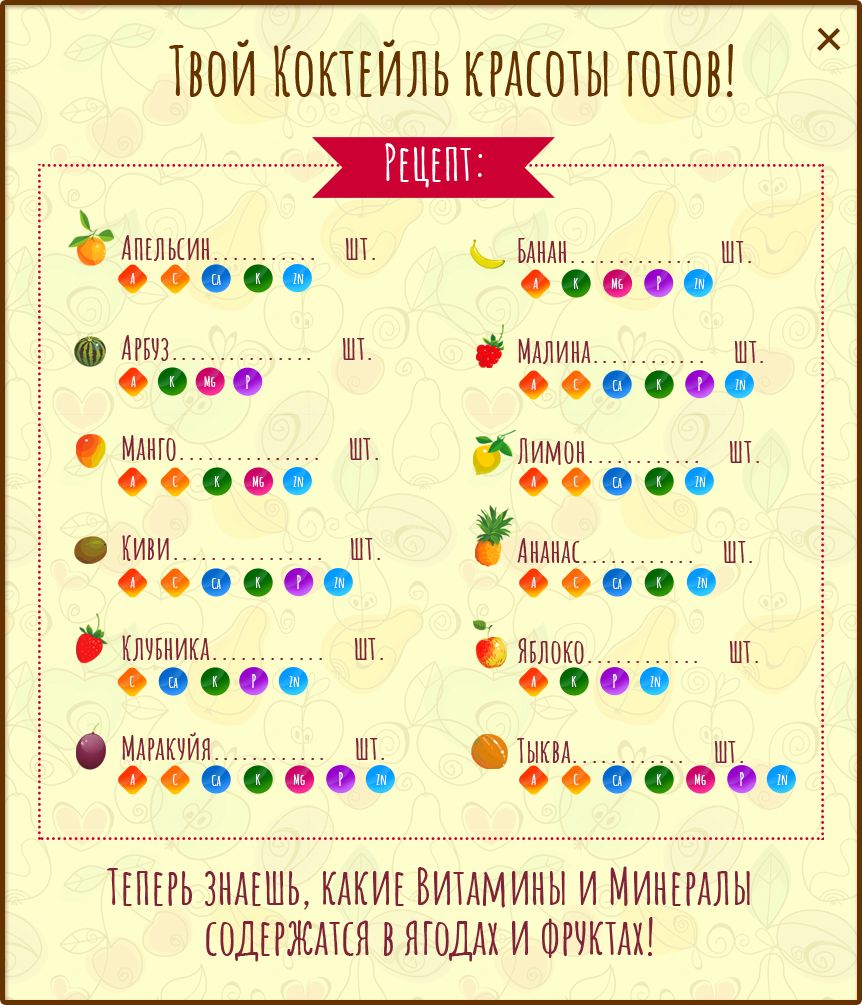 Твой Коктейль красоты готов!
Рецепт:
Апельсин........... шт.
A C CA K ZN
Арбуз............... шт.
A K MG P
Манго............... шт.
A C K MG ZN
Киви................ шт.
A C CA K P ZN
Клубника............ шт.
C CA K P ZN
Маракуйя............ шт.
A C CA K MG P ZN
Банан............. шт.
A K MG P ZN
Малина............ шт.
A C CA K P ZN
Лимон............ шт.
A C CA K ZN
Ананас............ шт.
A C CA K ZN
Яблоко............ шт.
A K P ZN
Тыква............ шт.
A C CA K MG P ZN
Теперь знаешь, какие Витамины и Минералы
содержатся в ягодах и фруктах!